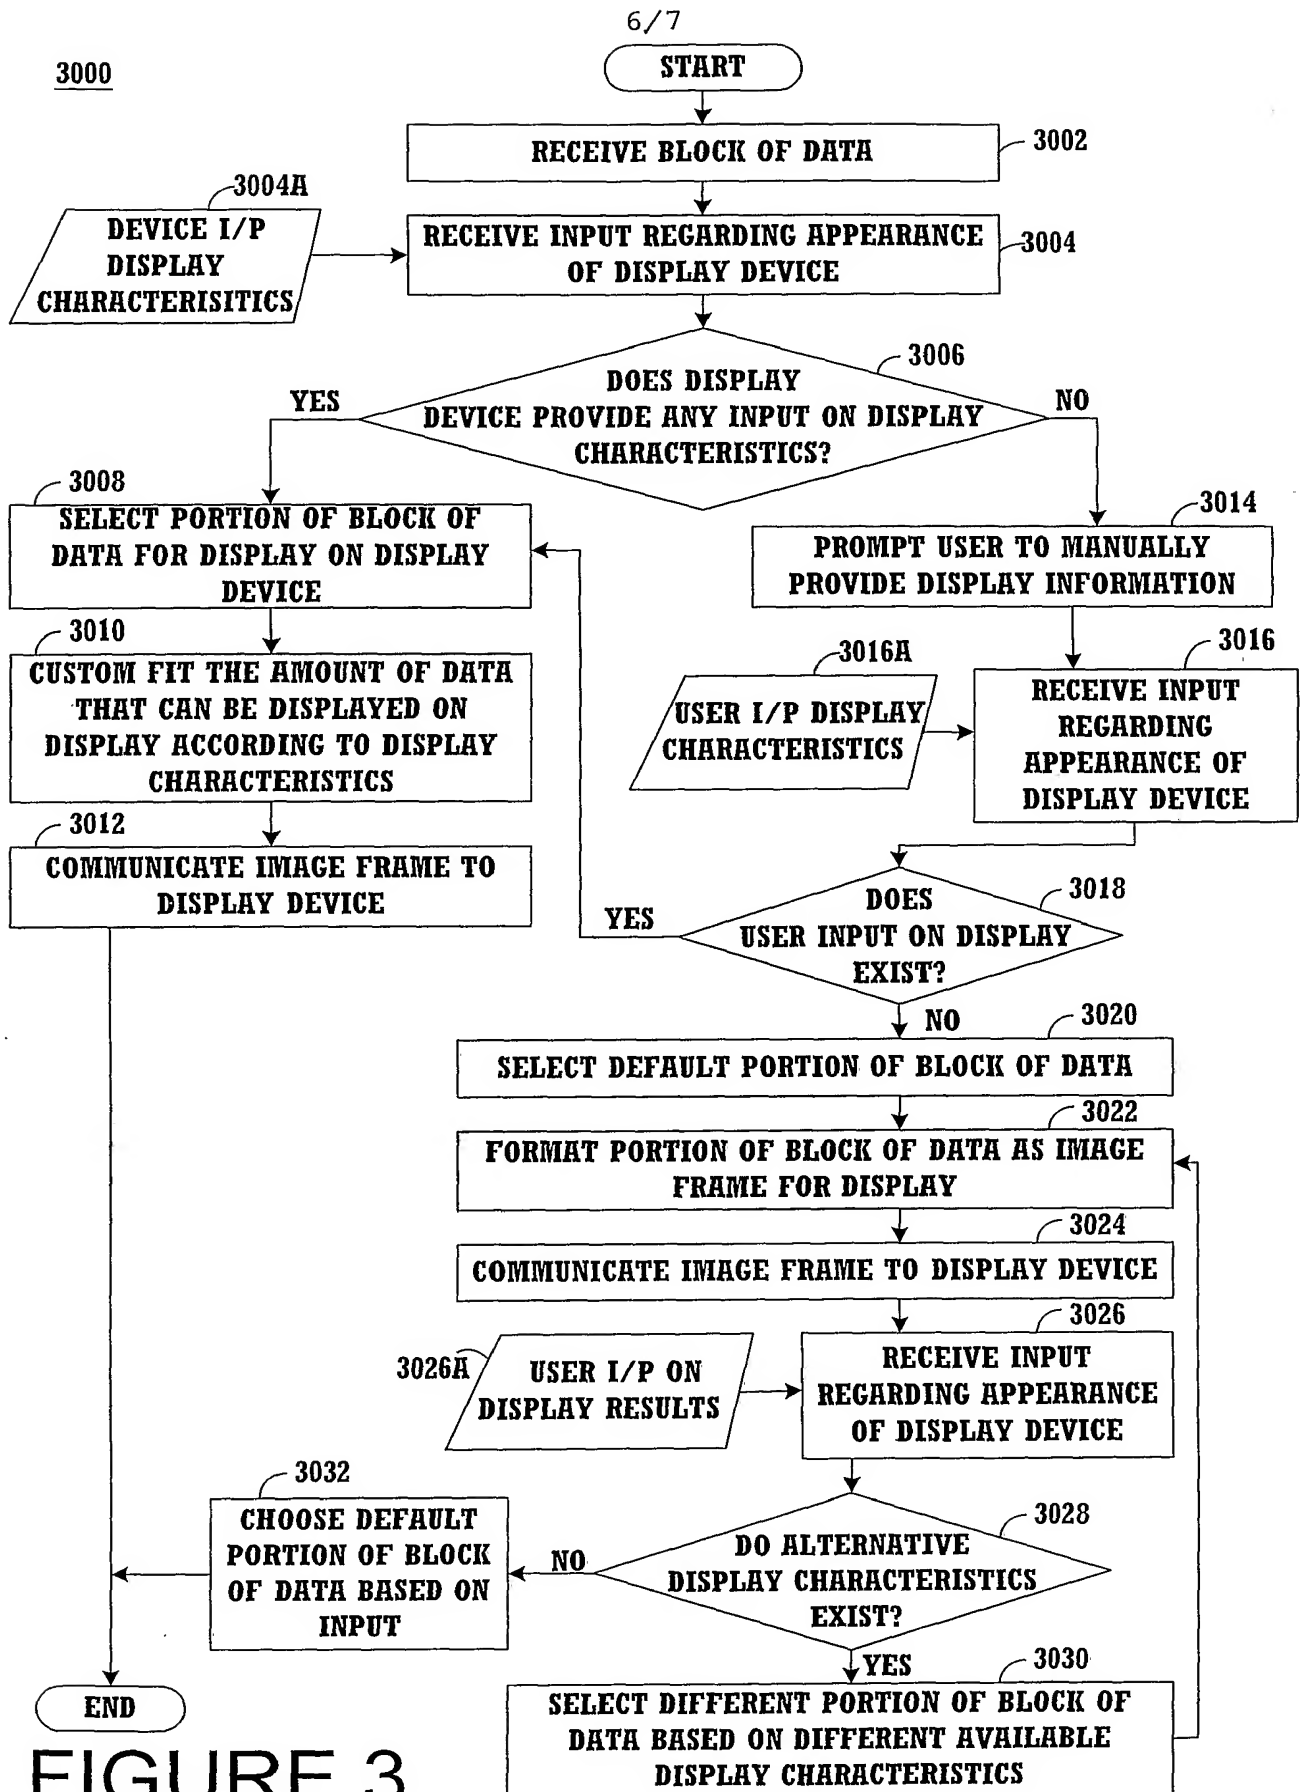 6/7
3000
START
RECEIVE BLOCK OF DATA
3002
3004A
DEVICE I/P
DISPLAY
CHARACTERISITICS
RECEIVE INPUT REGARDING APPEARANCE
OF DISPLAY DEVICE
3004
3006
DOES DISPLAY
DEVICE PROVIDE ANY INPUT ON DISPLAY
CHARACTERISTICS?
YES
NO
3008
SELECT PORTION OF BLOCK OF
DATA FOR DISPLAY ON DISPLAY
DEVICE
3014
PROMPT USER TO MANUALLY
PROVIDE DISPLAY INFORMATION
3010
CUSTOM FIT THE AMOUNT OF DATA
THAT CAN BE DISPLAYED ON
DISPLAY ACCORDING TO DISPLAY
CHARACTERISTICS
3016A
USER I/P DISPLAY
CHARACTERISTICS
3016
RECEIVE INPUT
REGARDING
APPEARANCE OF
DISPLAY DEVICE
3012
COMMUNICATE IMAGE FRAME TO
DISPLAY DEVICE
3018
DOES
USER INPUT ON DISPLAY
EXIST?
YES
NO
3020
SELECT DEFAULT PORTION OF BLOCK OF DATA
3022
FORMAT PORTION OF BLOCK OF DATA AS IMAGE
FRAME FOR DISPLAY
3024
COMMUNICATE IMAGE FRAME TO DISPLAY DEVICE
3026A
USER I/P ON
DISPLAY RESULTS
3026
RECEIVE INPUT
REGARDING APPEARANCE
OF DISPLAY DEVICE
3032
CHOOSE DEFAULT
PORTION OF BLOCK
OF DATA BASED ON
INPUT
NO
3028
DO ALTERNATIVE
DISPLAY CHARACTERISTICS
EXIST?
YES
3030
SELECT DIFFERENT PORTION OF BLOCK OF
DATA BASED ON DIFFERENT AVAILABLE
DISPLAY CHARACTERISTICS
END
FIGURE 3